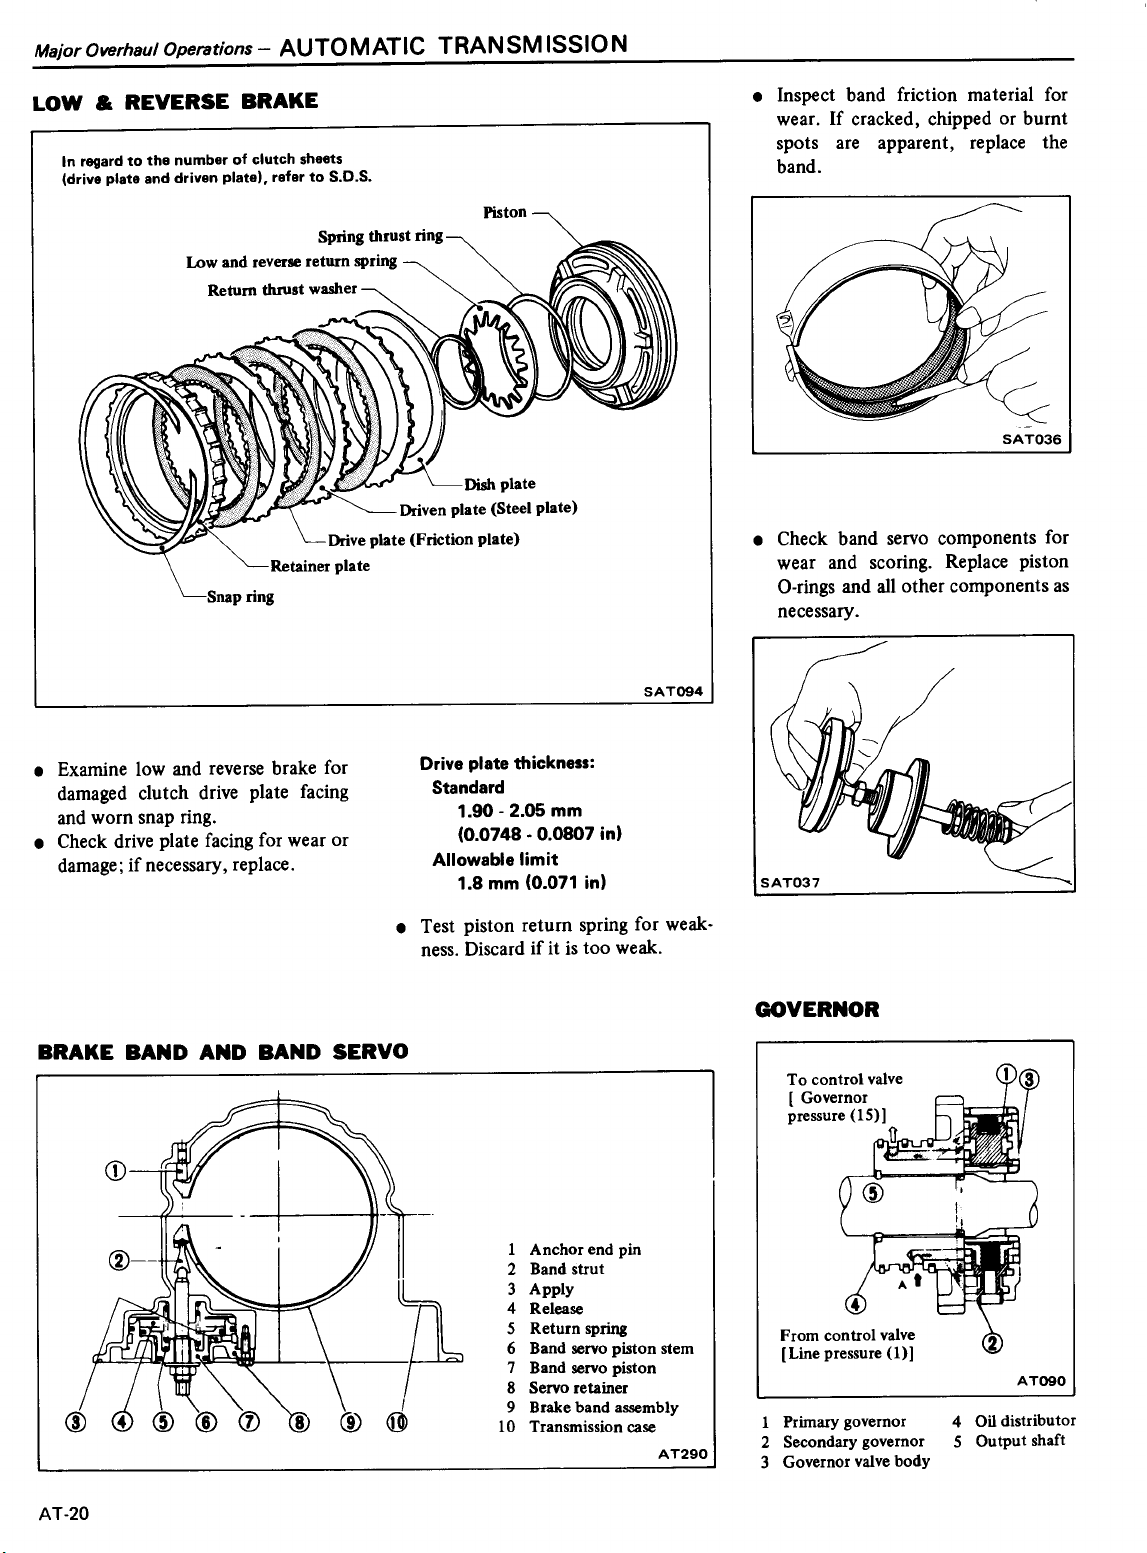 Major Overhaul Operations – AUTOMATIC TRANSMISSION
LOW & REVERSE BRAKE
In regard to the number of clutch sheets
(drive plate and driven plate), refer to S.D.S.
Piston
Spring thrust ring
Low and reverse return spring
Return thrust washer
Dish plate
Driven plate (Steel plate)
Drive plate (Friction plate)
Retainer plate
Snap ring
SAT094
● Examine low and reverse brake for
damaged clutch drive plate facing
and worn snap ring.
● Check drive plate facing for wear or
damage; if necessary, replace.
Drive plate thickness:
Standard
1.90 - 2.05 mm
(0.0748 - 0.0807 in)
Allowable limit
1.8 mm (0.071 in)
● Test piston return spring for weak-
ness. Discard if it is too weak.
● Inspect band friction material for
wear. If cracked, chipped or burnt
spots are apparent, replace the
band.
SAT036
● Check band servo components for
wear and scoring. Replace piston
O-rings and all other components as
necessary.
SAT037
BRAKE BAND AND BAND SERVO
1
2
3 4 5 6 7 8 9 10
1 Anchor end pin
2 Band strut
3 Apply
4 Release
5 Return spring
6 Band servo piston stem
7 Band servo piston
8 Servo retainer
9 Brake band assembly
10 Transmission case
AT290
GOVERNOR
To control valve
[ Governor
pressure (15)]
1 3
5
A
4
2
From control valve
[Line pressure (1)]
AT090
1 Primary governor
2 Secondary governor
3 Governor valve body
4 Oil distributor
5 Output shaft
AT-20